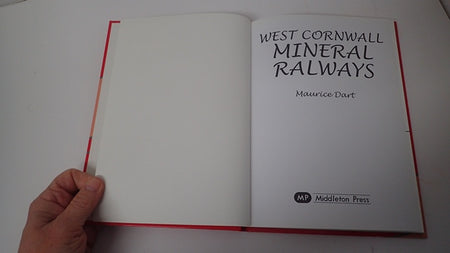 WEST CORNWALL
MINERAL
RALWAYS
Maurice Dart
MP Middleton Press